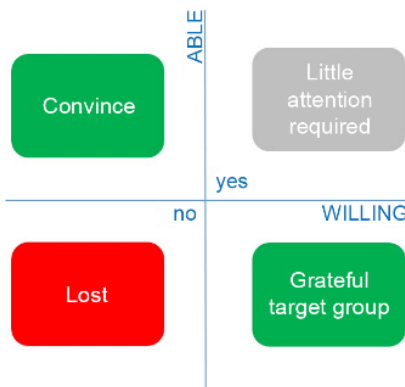 ABLE
Convince
Little
attention
required
yes
no
WILLING
Lost
Grateful
target group